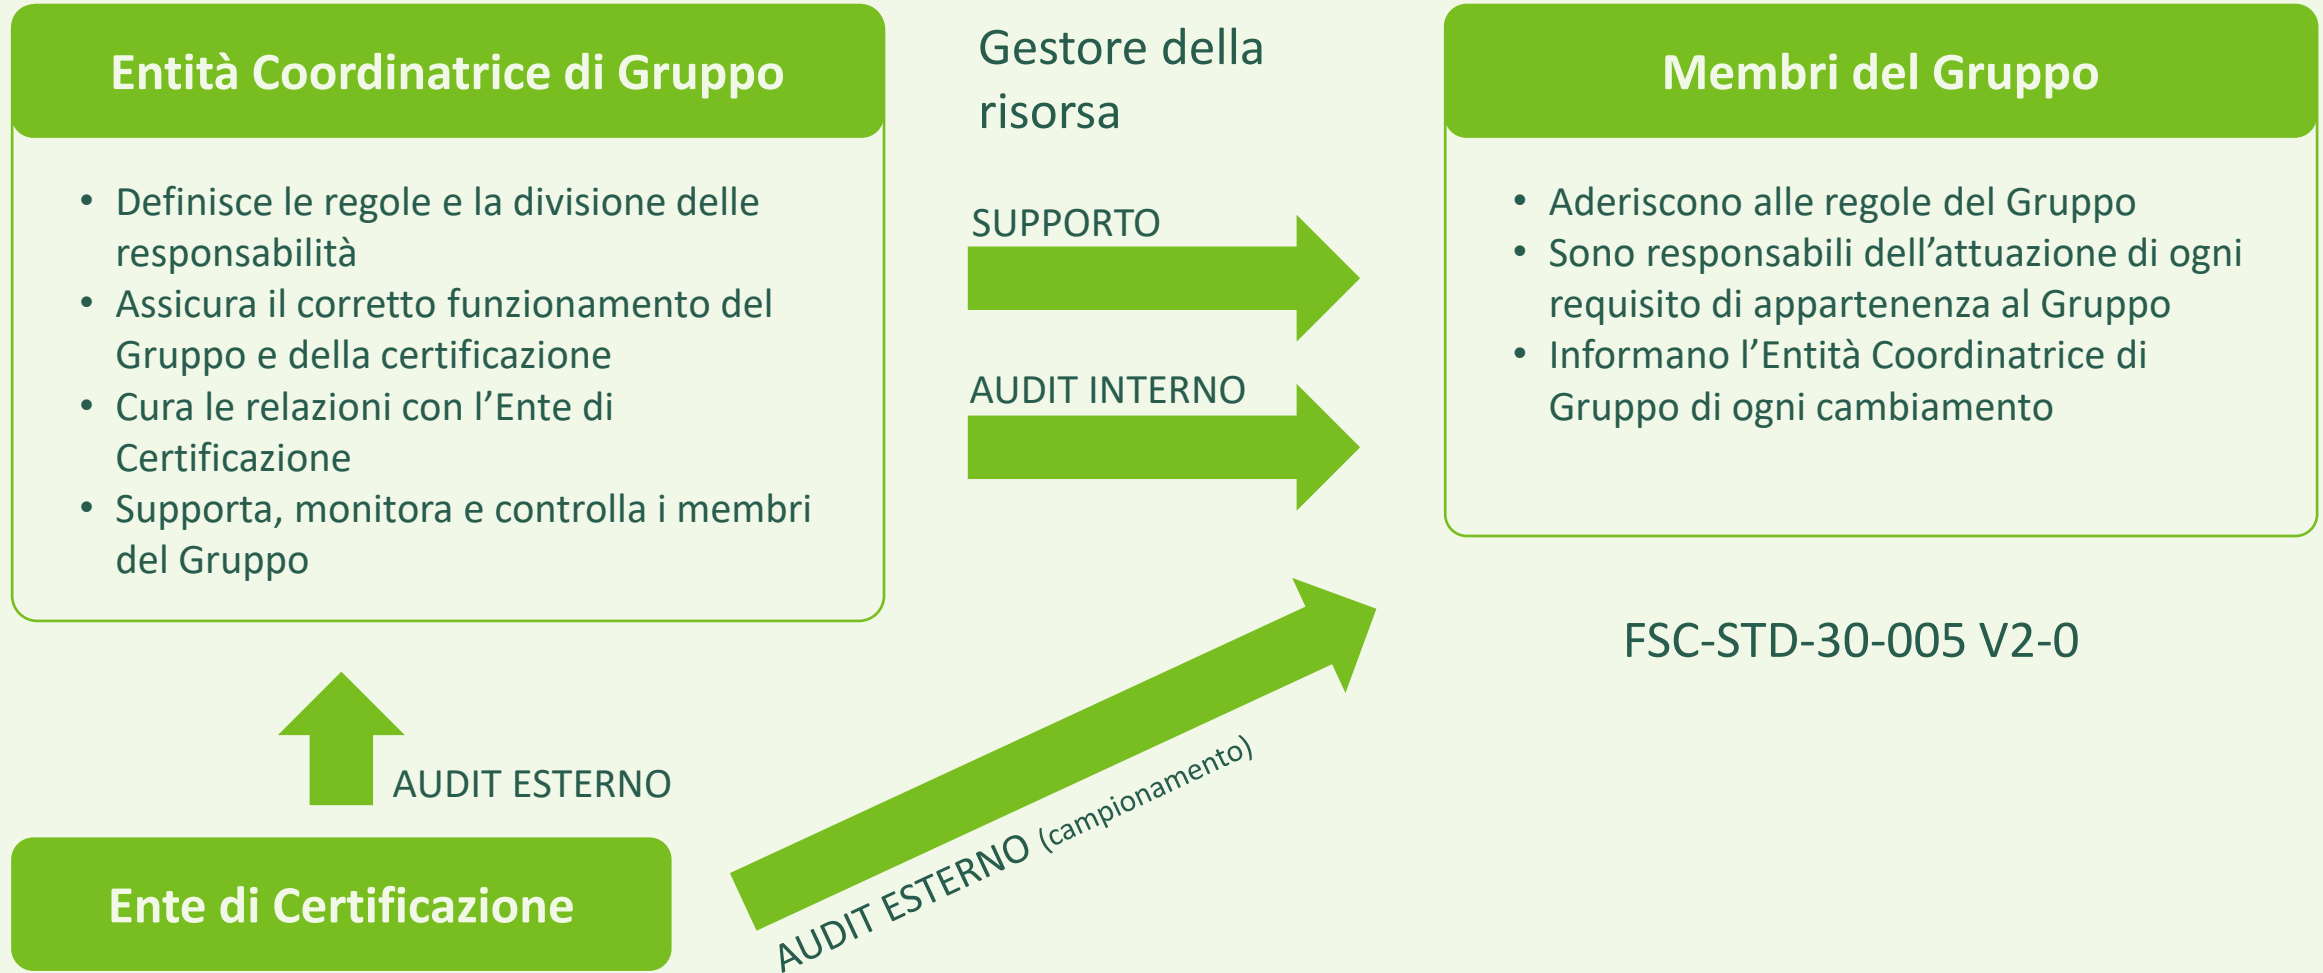 Entità Coordinatrice di Gruppo
• Definisce le regole e la divisione delle
responsabilità
• Assicura il corretto funzionamento del
Gruppo e della certificazione
• Cura le relazioni con l’Ente di
Certificazione
• Supporta, monitora e controlla i membri
del Gruppo
Gestore della
risorsa
SUPPORTO
AUDIT INTERNO
Membri del Gruppo
• Aderiscono alle regole del Gruppo
• Sono responsabili dell’attuazione di ogni
requisito di appartenenza al Gruppo
• Informano l’Entità Coordinatrice di
Gruppo di ogni cambiamento
FSC-STD-30-005 V2-0
AUDIT ESTERNO
Ente di Certificazione
AUDIT ESTERNO (campionamento)